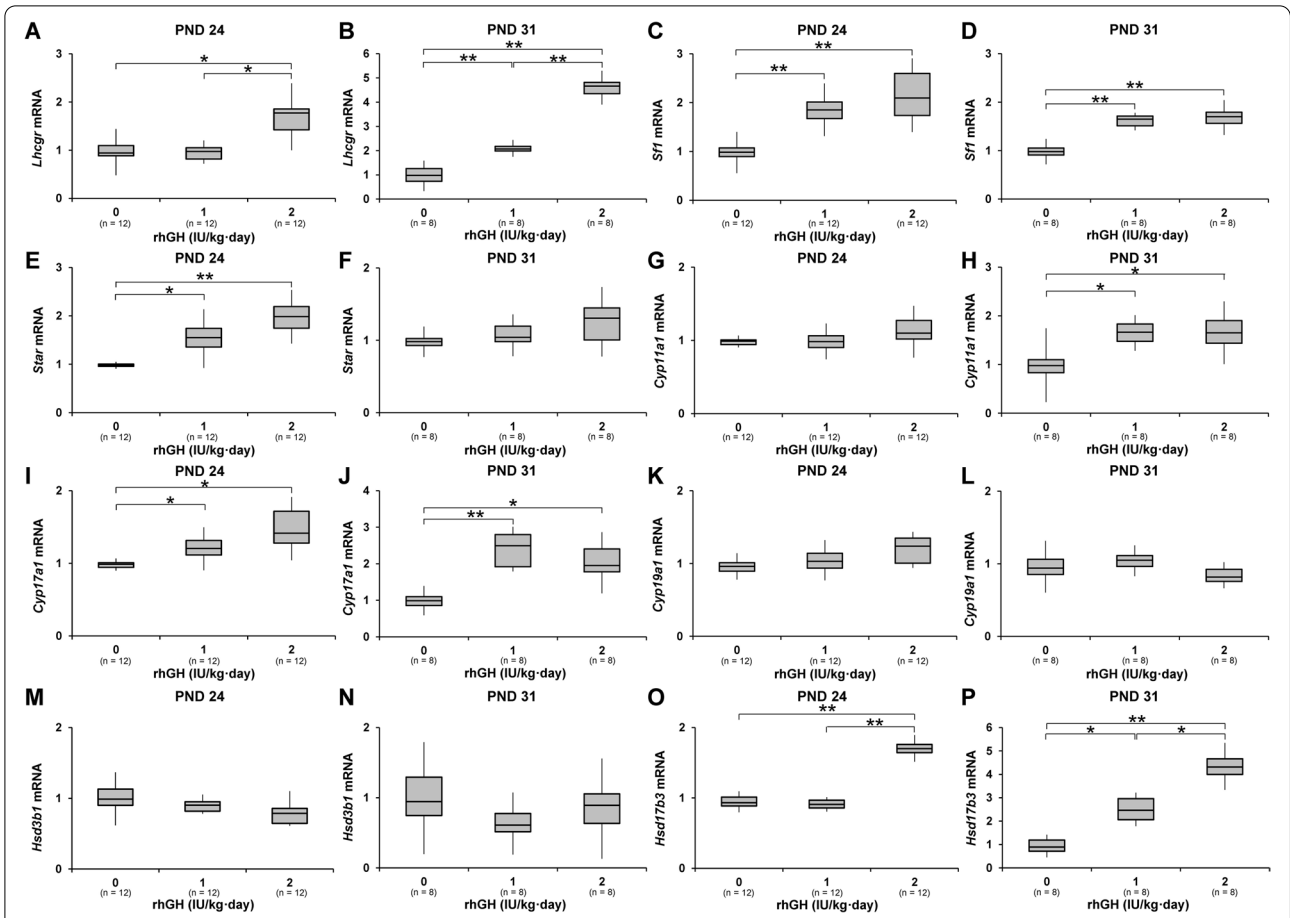 A PND 24
Lhcgr mRNA
3
2
1
0
* *
0 1 2
(n = 12) (n = 12) (n = 12)
rhGH (IU/kg·day)
B PND 31
Lhcgr mRNA
6
5
4
3
2
1
0
** ** **
0 1 2
(n = 8) (n = 8) (n = 8)
rhGH (IU/kg·day)
C PND 24
Sf1 mRNA
3
2
1
0
** **
0 1 2
(n = 12) (n = 12) (n = 12)
rhGH (IU/kg·day)
D PND 31
Sf1 mRNA
3
2
1
0
** **
0 1 2
(n = 8) (n = 8) (n = 8)
rhGH (IU/kg·day)
E PND 24
Star mRNA
3
2
1
0
** *
0 1 2
(n = 12) (n = 12) (n = 12)
rhGH (IU/kg·day)
F PND 31
Star mRNA
2
1
0
0 1 2
(n = 8) (n = 8) (n = 8)
rhGH (IU/kg·day)
G PND 24
Cyp11a1 mRNA
2
1
0
0 1 2
(n = 12) (n = 12) (n = 12)
rhGH (IU/kg·day)
H PND 31
Cyp11a1 mRNA
3
2
1
0
* *
0 1 2
(n = 8) (n = 8) (n = 8)
rhGH (IU/kg·day)
I PND 24
Cyp17a1 mRNA
2
1
0
* *
0 1 2
(n = 12) (n = 12) (n = 12)
rhGH (IU/kg·day)
J PND 31
Cyp17a1 mRNA
4
3
2
1
0
* **
0 1 2
(n = 8) (n = 8) (n = 8)
rhGH (IU/kg·day)
K PND 24
Cyp19a1 mRNA
2
1
0
0 1 2
(n = 12) (n = 12) (n = 12)
rhGH (IU/kg·day)
L PND 31
Cyp19a1 mRNA
2
1
0
0 1 2
(n = 8) (n = 8) (n = 8)
rhGH (IU/kg·day)
M PND 24
Hsd3b1 mRNA
2
1
0
0 1 2
(n = 12) (n = 12) (n = 12)
rhGH (IU/kg·day)
N PND 31
Hsd3b1 mRNA
2
1
0
0 1 2
(n = 8) (n = 8) (n = 8)
rhGH (IU/kg·day)
O PND 24
Hsd17b3 mRNA
2
1
0
** **
0 1 2
(n = 12) (n = 12) (n = 12)
rhGH (IU/kg·day)
P PND 31
Hsd17b3 mRNA
6
5
4
3
2
1
0
** * *
0 1 2
(n = 8) (n = 8) (n = 8)
rhGH (IU/kg·day)